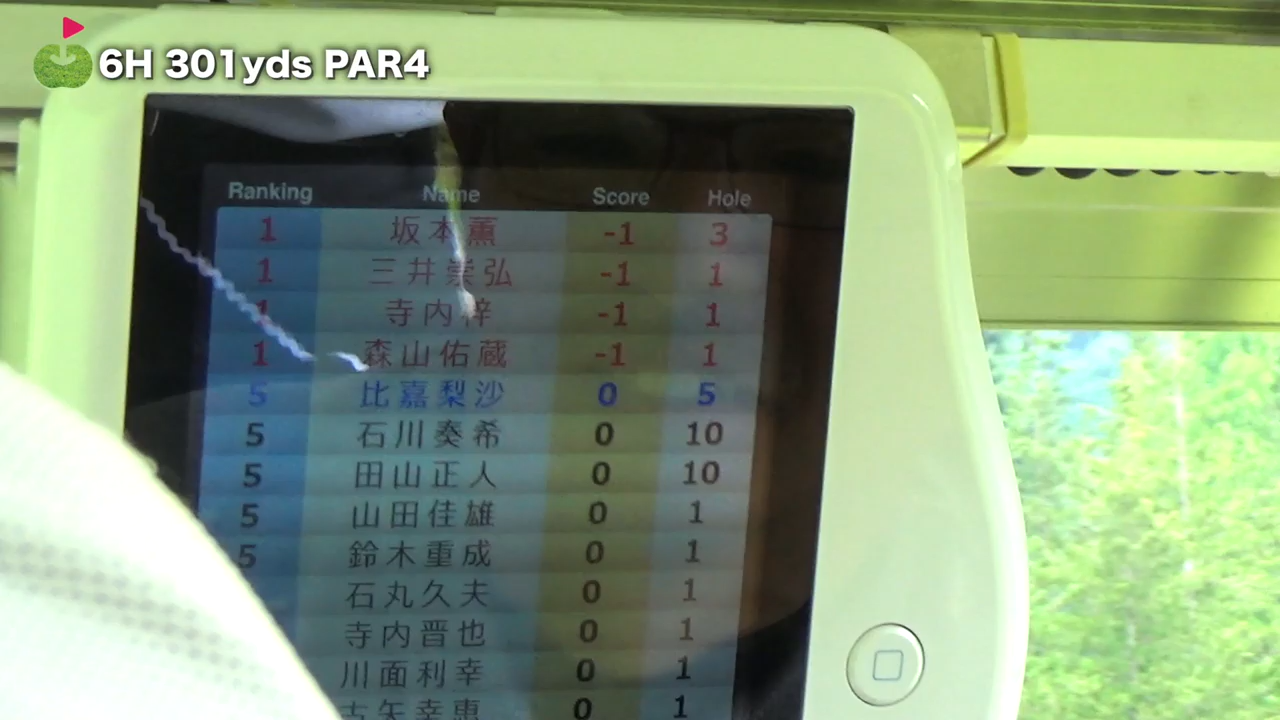 6H 301yds PAR4
Ranking Name Score Hole
1 坂本薫 -1 3
1 三井崇弘 -1 1
1 寺内梓 -1 1
1 森山佑蔵 -1 1
5 比嘉梨沙 0 5
5 石川奏希 0 10
5 田山正人 0 10
5 山田佳雄 0 1
5 鈴木重成 0 1
石丸久夫 0 1
寺内晋也 0 1
川面利幸 0 1
古矢幸恵 0 1